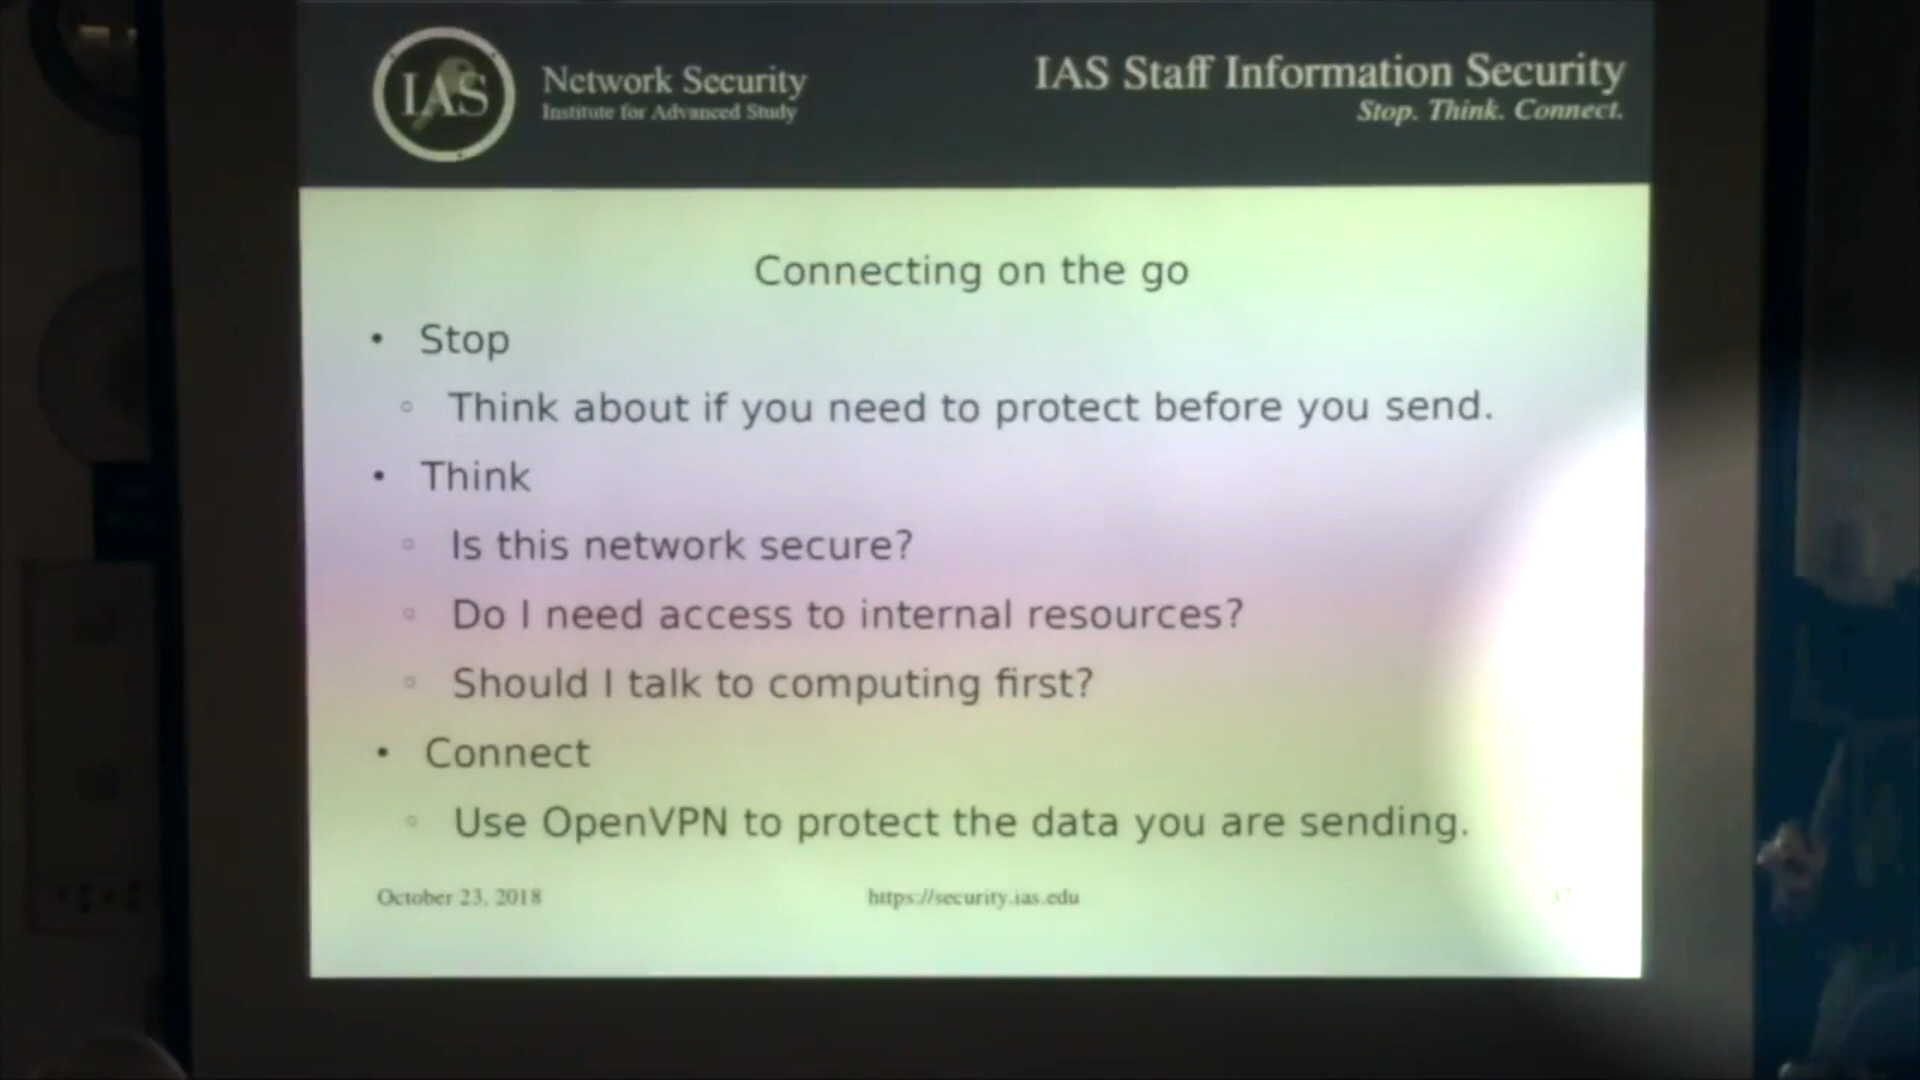 IAS
Network Security
Institute for Advanced Study
IAS Staff Information Security
Stop. Think. Connect.
Connecting on the go
• Stop
◦ Think about if you need to protect before you send.
• Think
◦ Is this network secure?
◦ Do I need access to internal resources?
◦ Should I talk to computing first?
• Connect
◦ Use OpenVPN to protect the data you are sending.
October 23, 2018
https://security.ias.edu